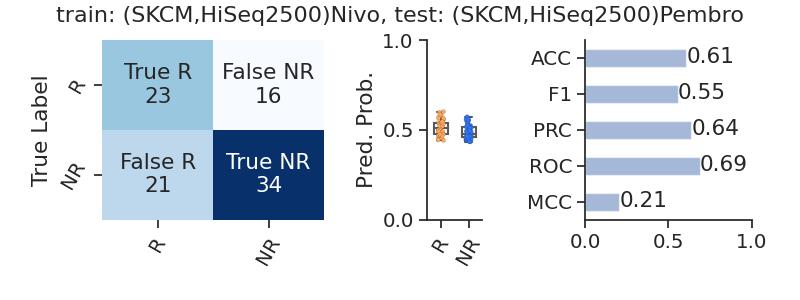 train: (SKCM,HiSeq2500)Nivo, test: (SKCM,HiSeq2500)Pembro
True Label
R
NR
True R
23
False NR
16
False R
21
True NR
34
R
NR
Pred. Prob.
1.0
0.5
0.0
R
NR
ACC
0.61
F1
0.55
PRC
0.64
ROC
0.69
MCC
0.21
0.0
0.5
1.0